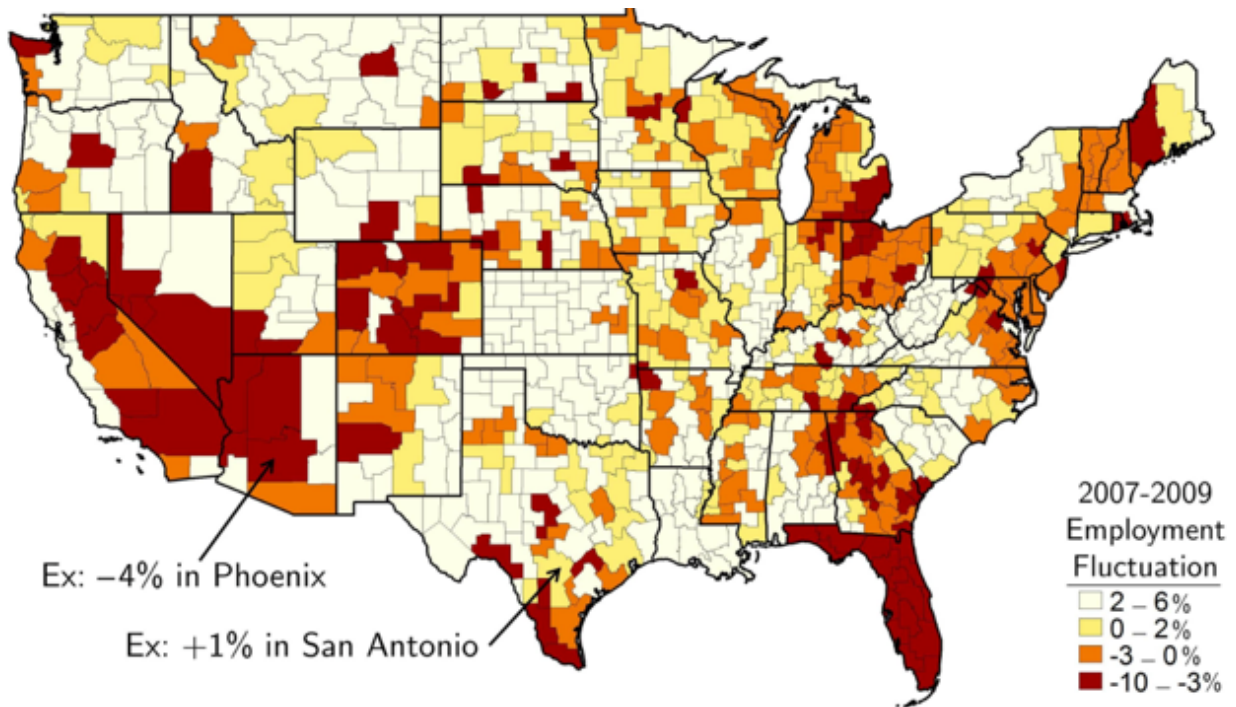 Ex: −4% in Phoenix
Ex: +1% in San Antonio
2007-2009
Employment
Fluctuation
2 – 6%
0 – 2%
-3 – 0%
-10 – -3%